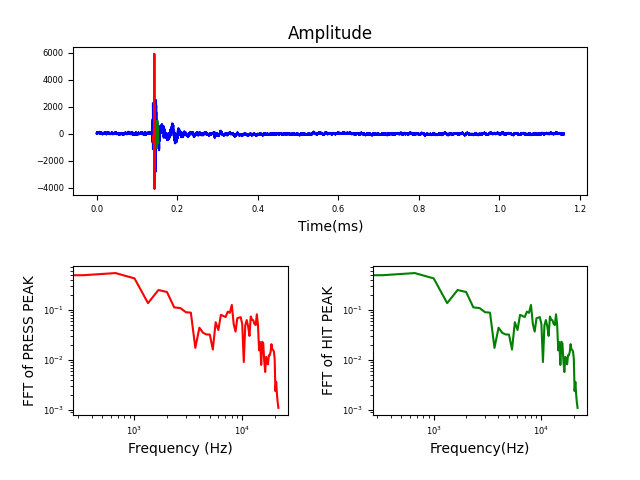 Amplitude
6000
4000
2000
0
−2000
−4000
0.0 0.2 0.4 0.6 0.8 1.0 1.2
Time(ms)
FFT of PRESS PEAK
10⁻¹
10⁻²
10⁻³
10³ 10⁴
Frequency (Hz)
FFT of HIT PEAK
10⁻¹
10⁻²
10⁻³
10³ 10⁴
Frequency(Hz)